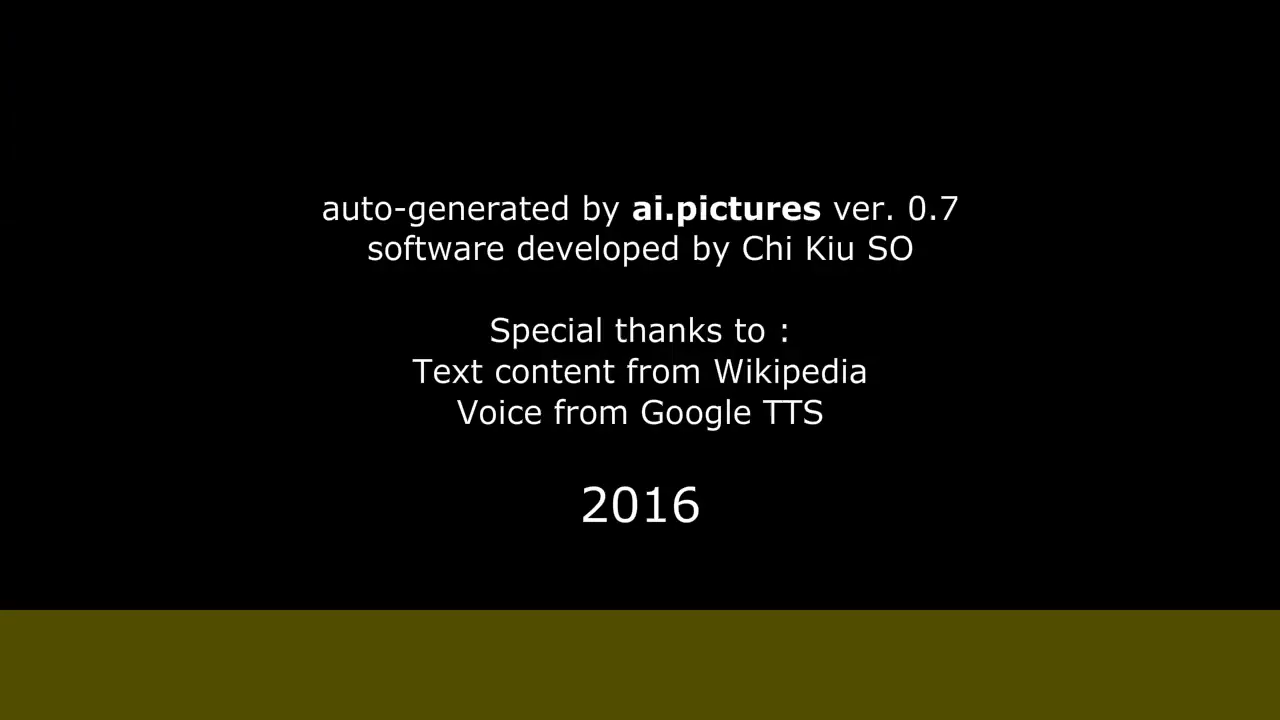 auto-generated by ai.pictures ver. 0.7
software developed by Chi Kiu SO
Special thanks to :
Text content from Wikipedia
Voice from Google TTS
2016